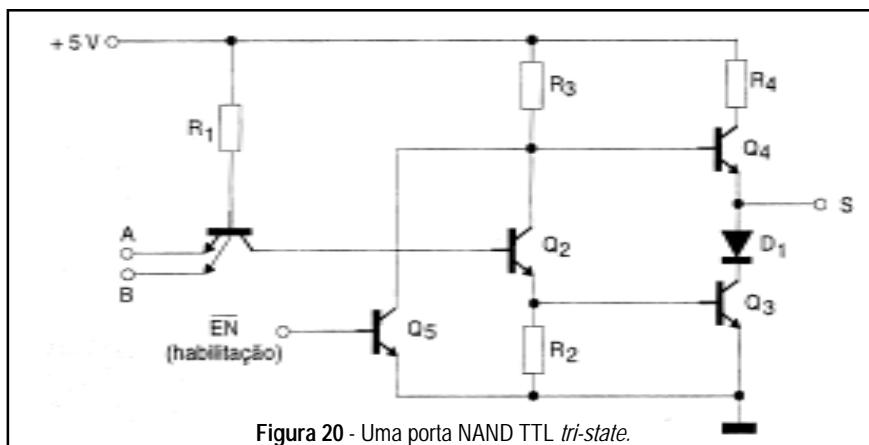 + 5 V
R3
R4
R1
Q4
S
A
B
Q2
D1
Q3
EN
(habilitação)
Q5
R2
Figura 20 - Uma porta NAND TTL tri-state.